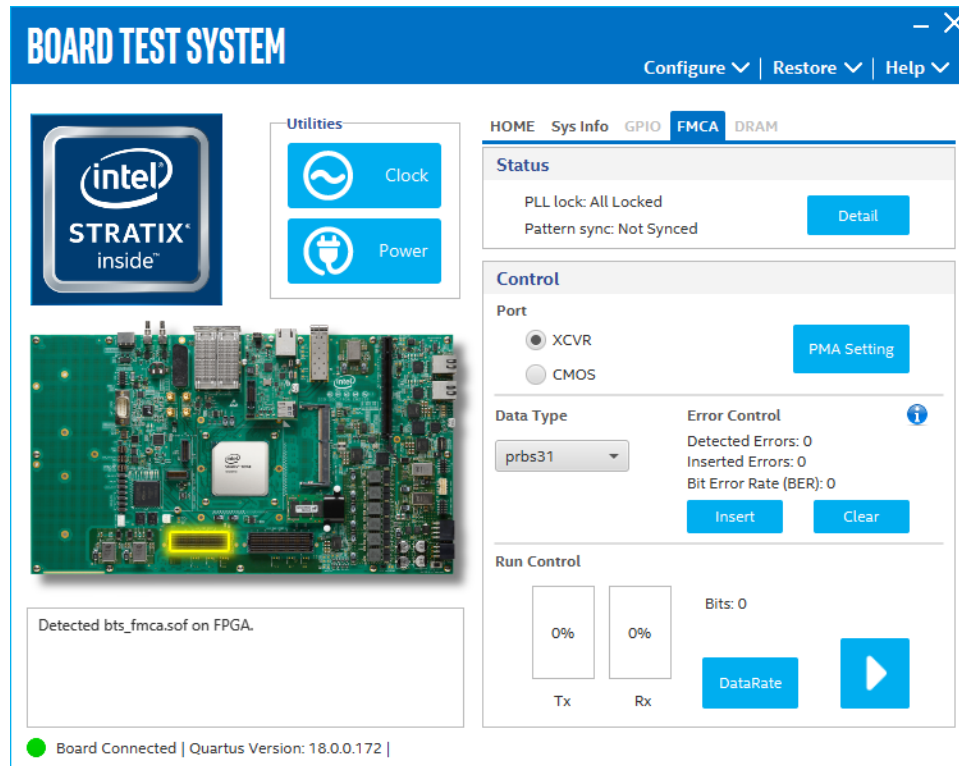 BOARD TEST SYSTEM
Configure | Restore | Help
intel
STRATIX
inside™
Utilities
Clock
Power
HOME Sys Info GPIO FMCA DRAM
Status
PLL lock: All Locked
Pattern sync: Not Synced
Detail
Control
Port
XCVR
CMOS
PMA Setting
Data Type
prbs31
Error Control
Detected Errors: 0
Inserted Errors: 0
Bit Error Rate (BER): 0
Insert Clear
Run Control
0% 0%
Tx Rx
Bits: 0
DataRate
Detected bts_fmca.sof on FPGA.
Board Connected | Quartus Version: 18.0.0.172 |